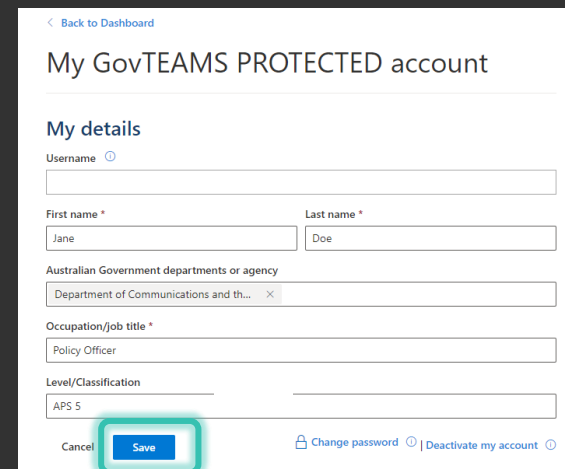 Back to Dashboard
My GovTEAMS PROTECTED account
My details
Username
First name * Last name *
Jane Doe
Australian Government departments or agency
Department of Communications and th...
Occupation/job title *
Policy Officer
Level/Classification
APS 5
Cancel Save Change password | Deactivate my account